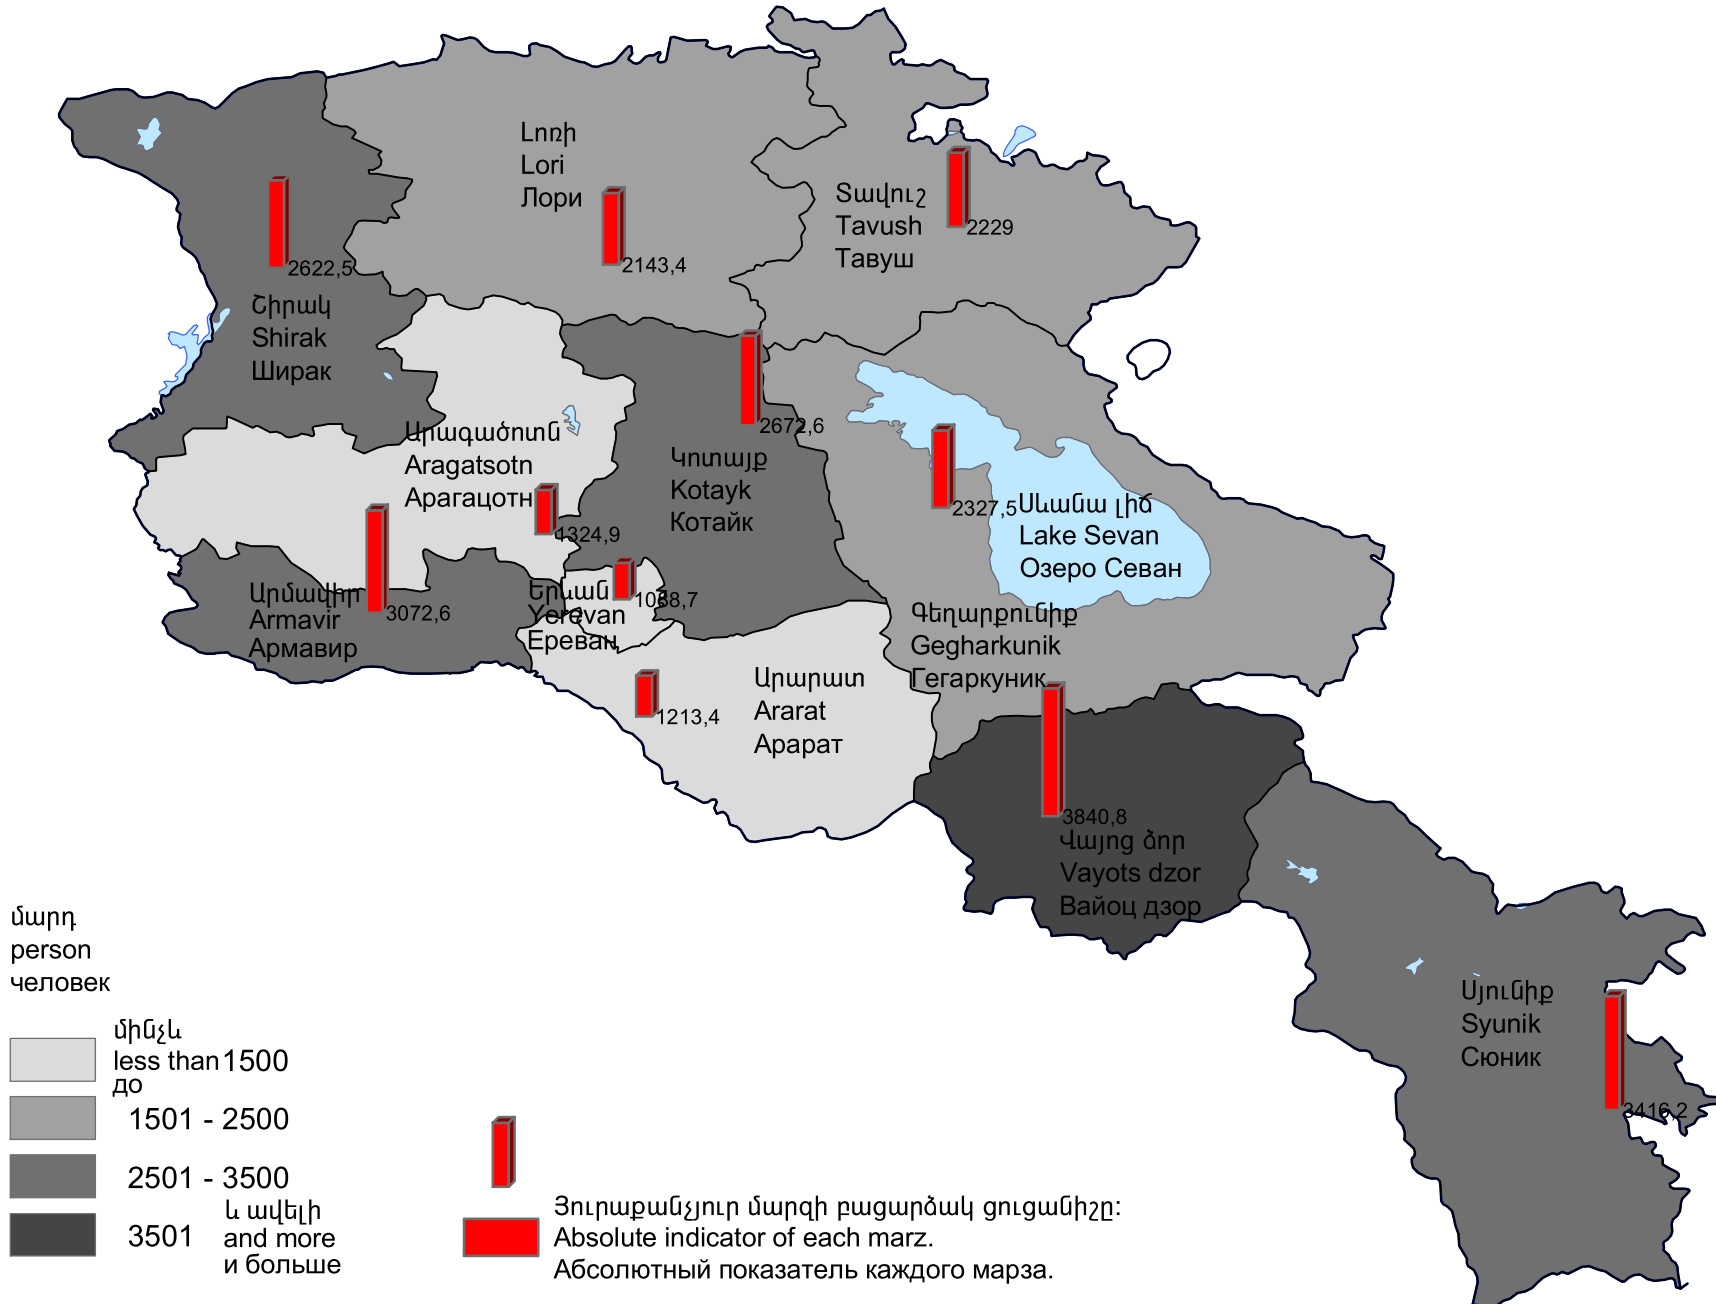 Լոռի
Lori
Лори
2143,4
Տավուշ
Tavush
Тавуш
2229
2622,5
Շիրակ
Shirak
Ширак
2672,6
Կոտայք
Kotayk
Котайк
Արագածոտն
Aragatsotn
Арагацотн
1324,9
2327,5
Սևանա լիճ
Lake Sevan
Озеро Севан
Արմավիր
Armavir
Армавир
3072,6
Երևան
Yerevan
Ереван
1088,7
Գեղարքունիք
Gegharkunik
Гегаркуник
1213,4
Արարատ
Ararat
Арарат
3840,8
Վայոց ձոր
Vayots dzor
Вайоц дзор
Սյունիք
Syunik
Сюник
3416,2
մարդ
person
человек
մինչև
less than 1500
до
1501 - 2500
2501 - 3500
3501
և ավելի
and more
и больше
Յուրաքանչյուր մարզի բացարձակ ցուցանիշը:
Absolute indicator of each marz.
Абсолютный показатель каждого марза.